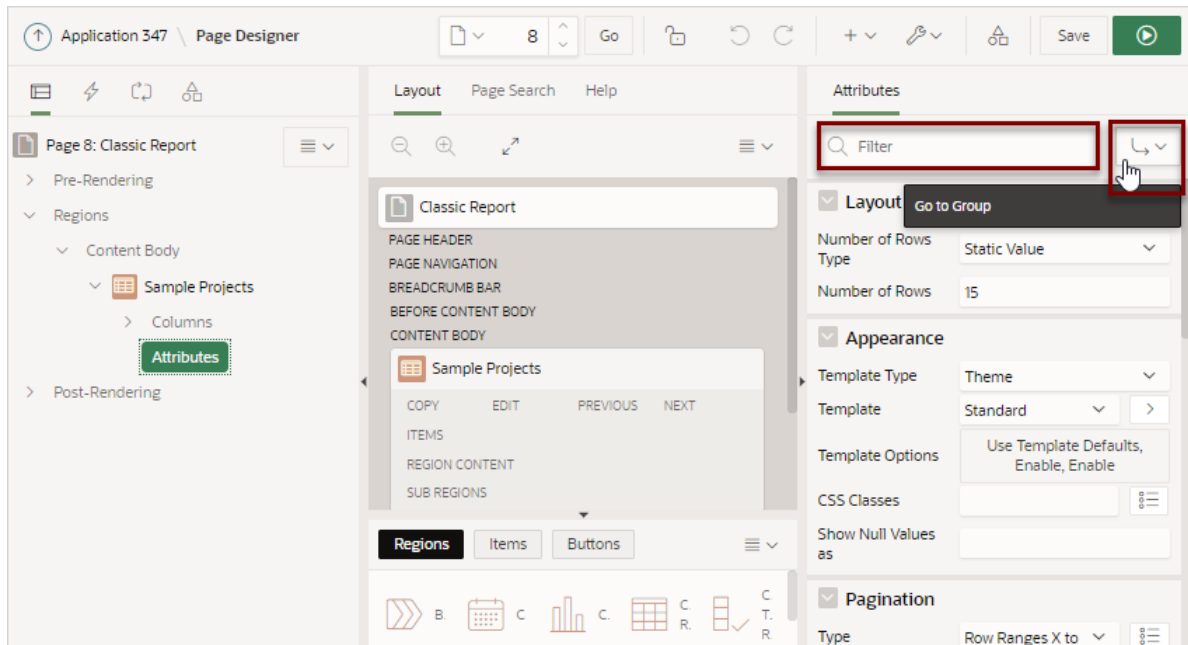 Application 347 \ Page Designer
8
Go
Save
Page 8: Classic Report
Pre-Rendering
Regions
Content Body
Sample Projects
Columns
Attributes
Post-Rendering
Layout Page Search Help
Classic Report
PAGE HEADER
PAGE NAVIGATION
BREADCRUMB BAR
BEFORE CONTENT BODY
CONTENT BODY
Sample Projects
COPY EDIT PREVIOUS NEXT
ITEMS
REGION CONTENT
SUB REGIONS
Regions Items Buttons
B.
C
C.
C.
R.
C.
T.
R
Attributes
Filter
Go to Group
Layout
Number of Rows
Type
Static Value
Number of Rows 15
Appearance
Template Type Theme
Template Standard
Template Options
Use Template Defaults,
Enable, Enable
CSS Classes
Show Null Values
as
Pagination
Type Row Ranges X to